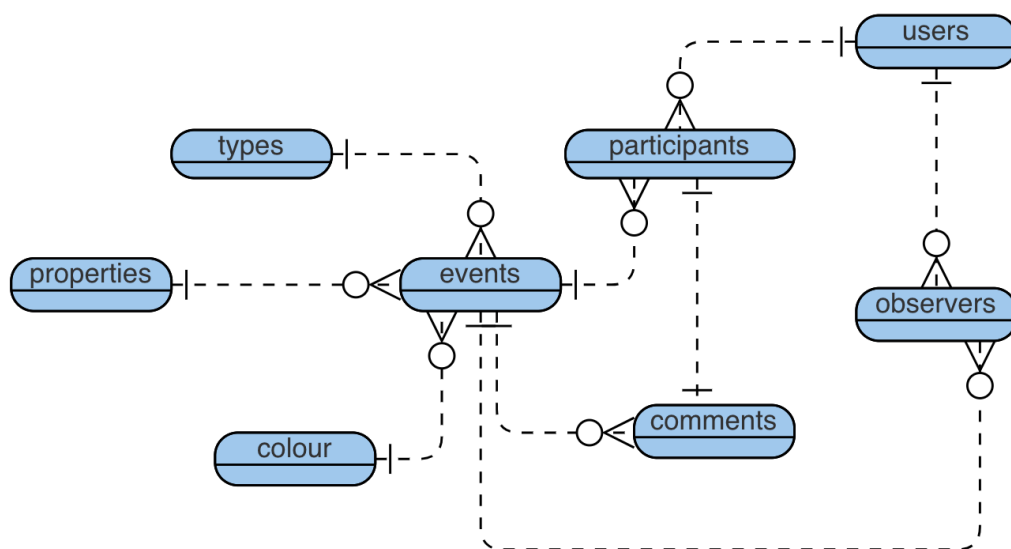 users
types
participants
properties
events
observers
comments
colour